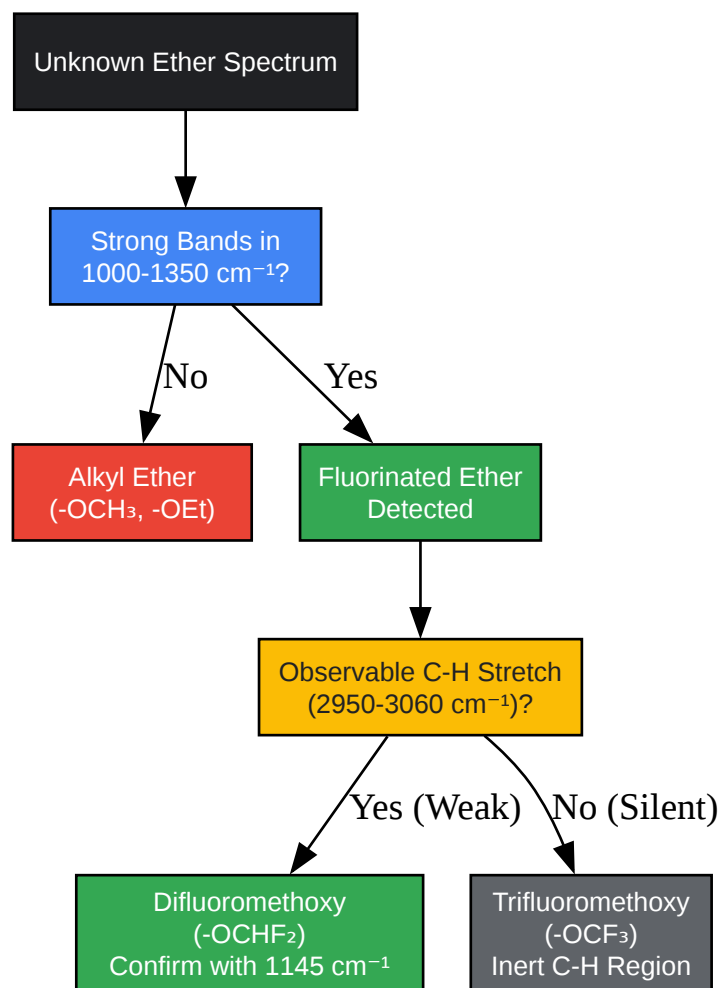 Unknown Ether Spectrum
Strong Bands in
1000-1350 cm⁻¹?
No
Yes
Alkyl Ether
(-OCH₃, -OEt)
Fluorinated Ether
Detected
Observable C-H Stretch
(2950-3060 cm⁻¹)?
Yes (Weak)
No (Silent)
Difluoromethoxy
(-OCHF₂)
Confirm with 1145 cm⁻¹
Trifluoromethoxy
(-OCF₃)
Inert C-H Region